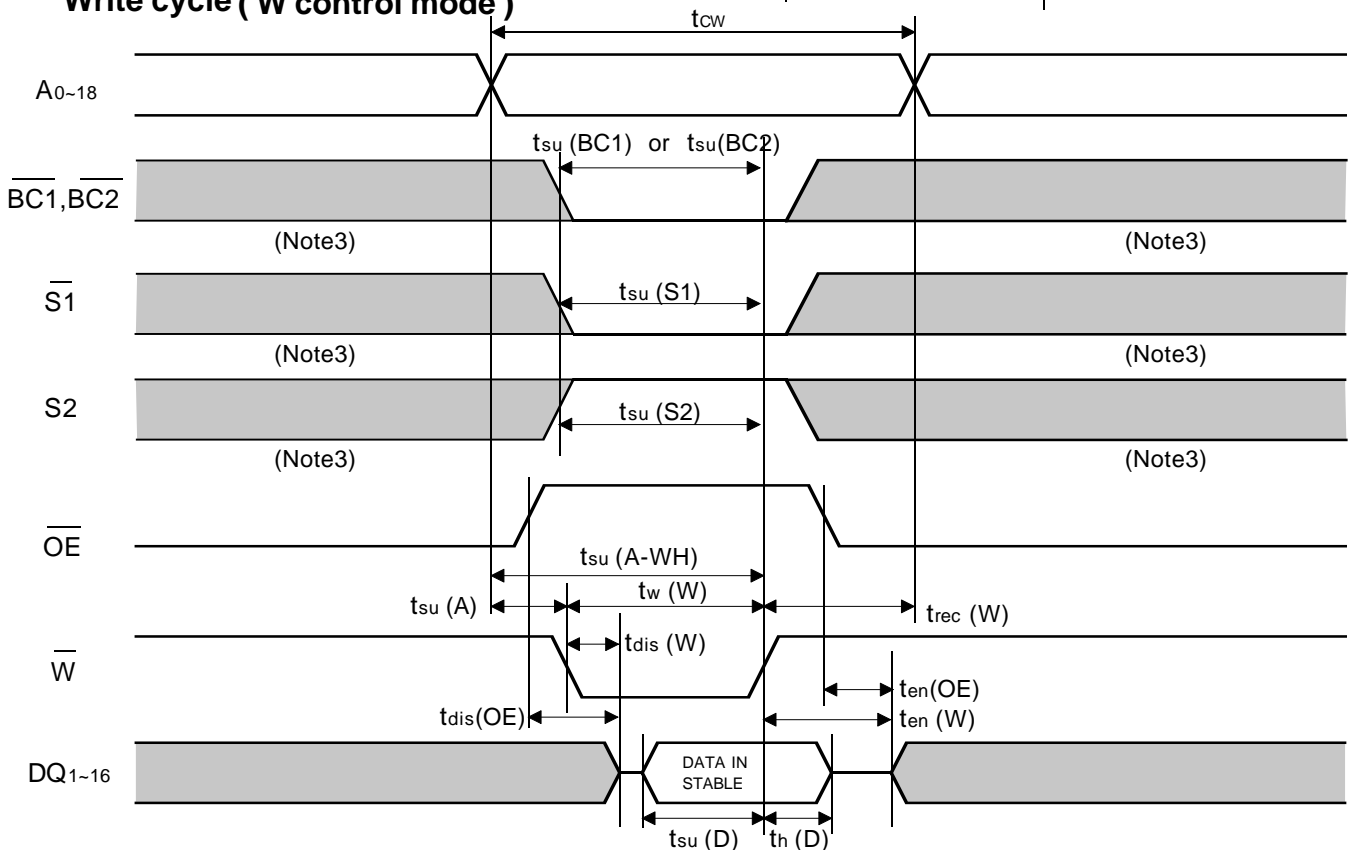 Write cycle ( W control mode )
tCW
A0~18
tsu (BC1) or tsu(BC2)
BC1,BC2
(Note3) (Note3)
S1
tsu (S1)
(Note3) (Note3)
S2
tsu (S2)
(Note3) (Note3)
OE
tsu (A-WH)
tsu (A) tw (W) trec (W)
W
tdis (W)
ten(OE)
tdis(OE) ten (W)
DQ1~16
DATA IN
STABLE
tsu (D) th (D)